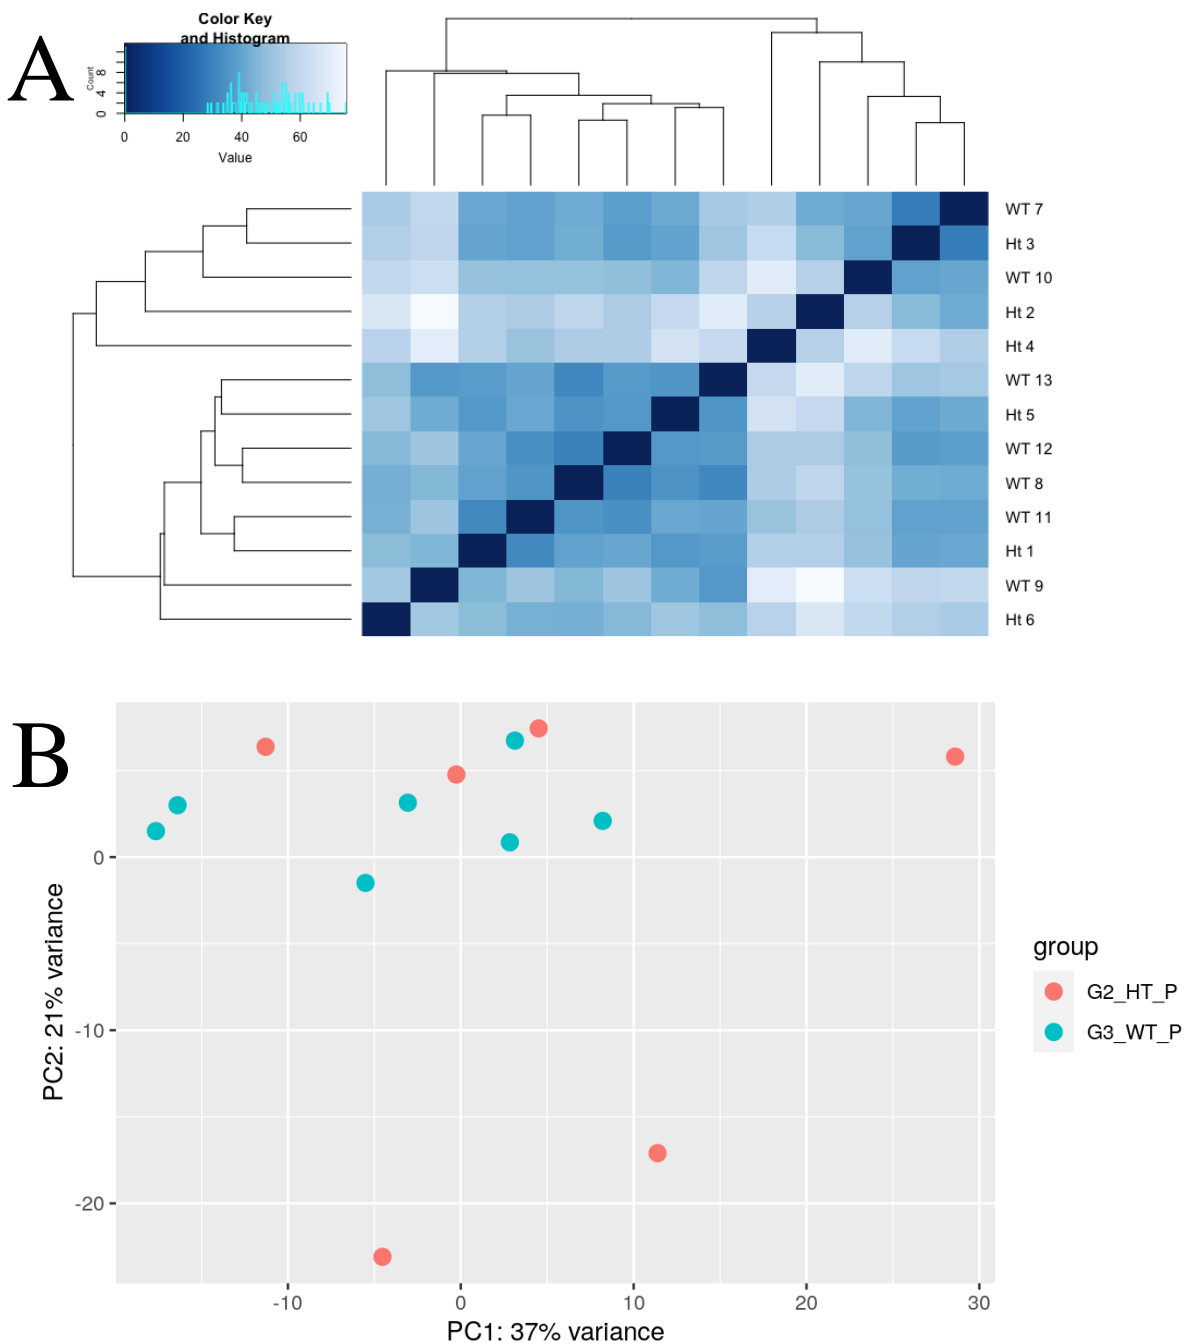 A
Color Key
and Histogram
Count
0 4 8
0 20 40 60
Value
WT 7
Ht 3
WT 10
Ht 2
Ht 4
WT 13
Ht 5
WT 12
WT 8
WT 11
Ht 1
WT 9
Ht 6
B
0
-10
-20
PC2: 21% variance
-10 0 10 20 30
PC1: 37% variance
group
G2_HT_P
G3_WT_P